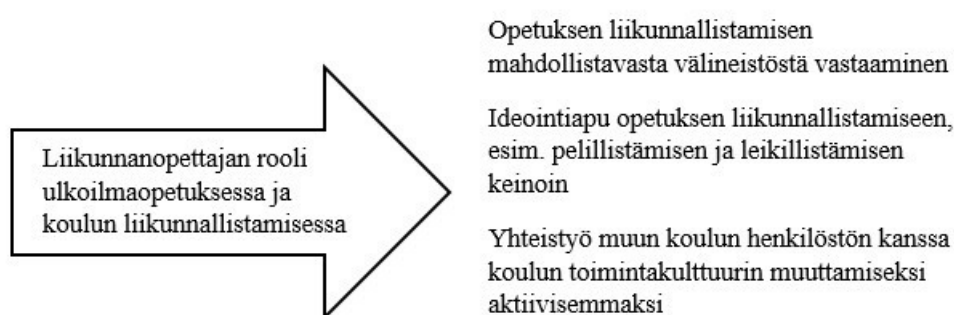 Liikunnanopettajan rooli
ulkoilmaopetuksessa ja
koulun liikunnallistamisessa
Opetuksen liikunnallistamisen
mahdollistavasta välineistöstä vastaaminen
Ideointiapu opetuksen liikunnallistamiseen,
esim. pelillistämisen ja leikillistämisen
keinoin
Yhteistyö muun koulun henkilöstön kanssa
koulun toimintakulttuurin muuttamiseksi
aktiivisemmaksi